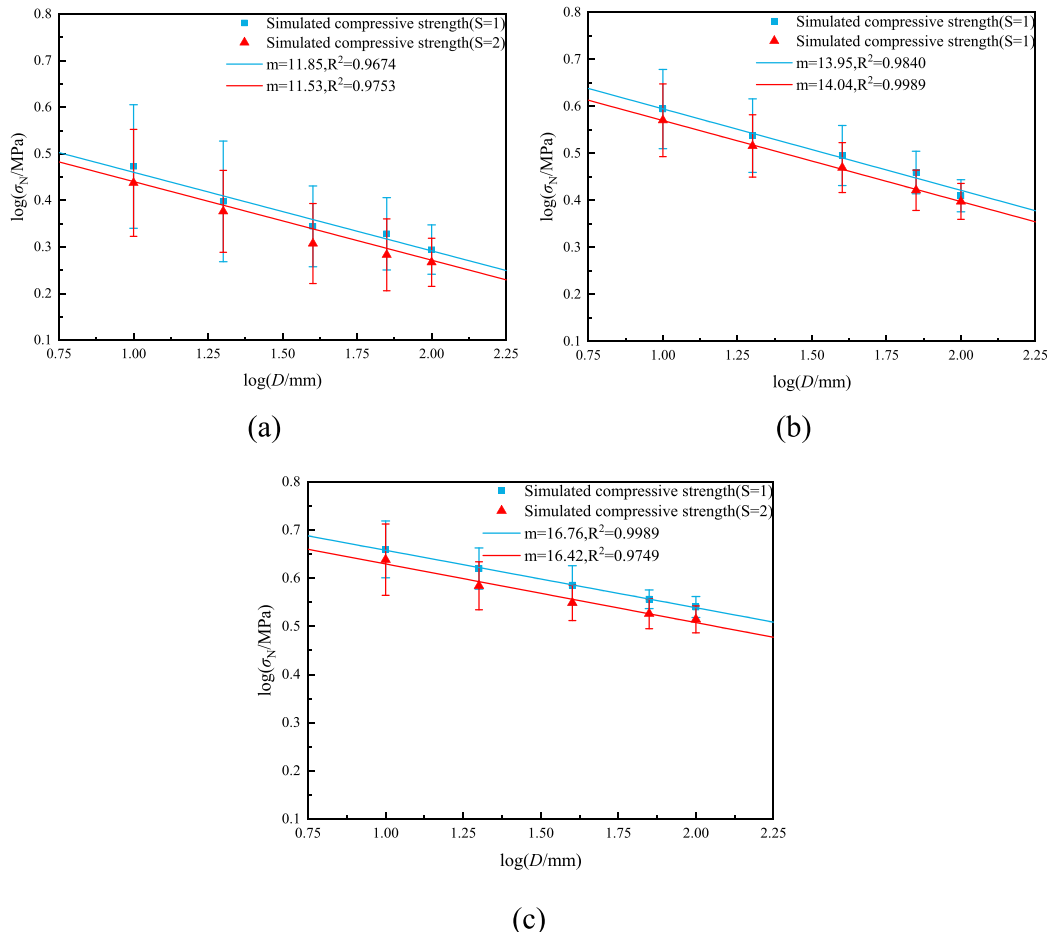 0.8
0.7
0.6
0.5
0.4
0.3
0.2
0.1
log(σN/MPa)
Simulated compressive strength(S=1)
Simulated compressive strength(S=2)
m=11.85,R²=0.9674
m=11.53,R²=0.9753
0.75 1.00 1.25 1.50 1.75 2.00 2.25
log(D/mm)
(a)
0.8
0.7
0.6
0.5
0.4
0.3
0.2
0.1
log(σN/MPa)
Simulated compressive strength(S=1)
Simulated compressive strength(S=1)
m=13.95,R²=0.9840
m=14.04,R²=0.9989
0.75 1.00 1.25 1.50 1.75 2.00 2.25
log(D/mm)
(b)
0.8
0.7
0.6
0.5
0.4
0.3
0.2
0.1
log(σN/MPa)
Simulated compressive strength(S=1)
Simulated compressive strength(S=2)
m=16.76,R²=0.9989
m=16.42,R²=0.9749
0.75 1.00 1.25 1.50 1.75 2.00 2.25
log(D/mm)
(c)